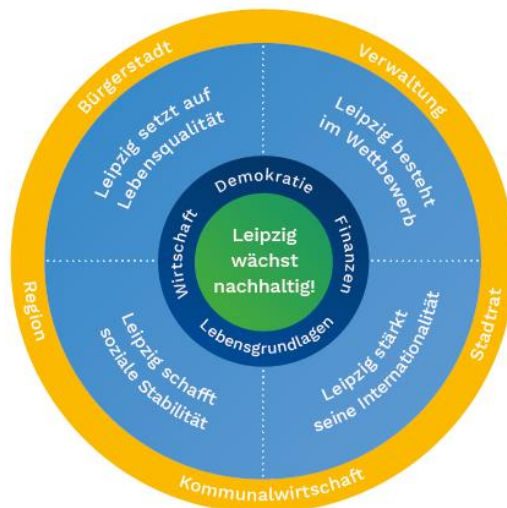 Bürgerstadt
Verwaltung
Leipzig setzt auf
Lebensqualität
Leipzig besteht
im Wettbewerb
Demokratie
Wirtschaft
Finanzen
Leipzig
wächst
nachhaltig!
Lebensgrundlagen
Region
Stadtrat
Leipzig schafft
soziale Stabilität
Leipzig stärkt
seine Internationalität
Kommunalwirtschaft